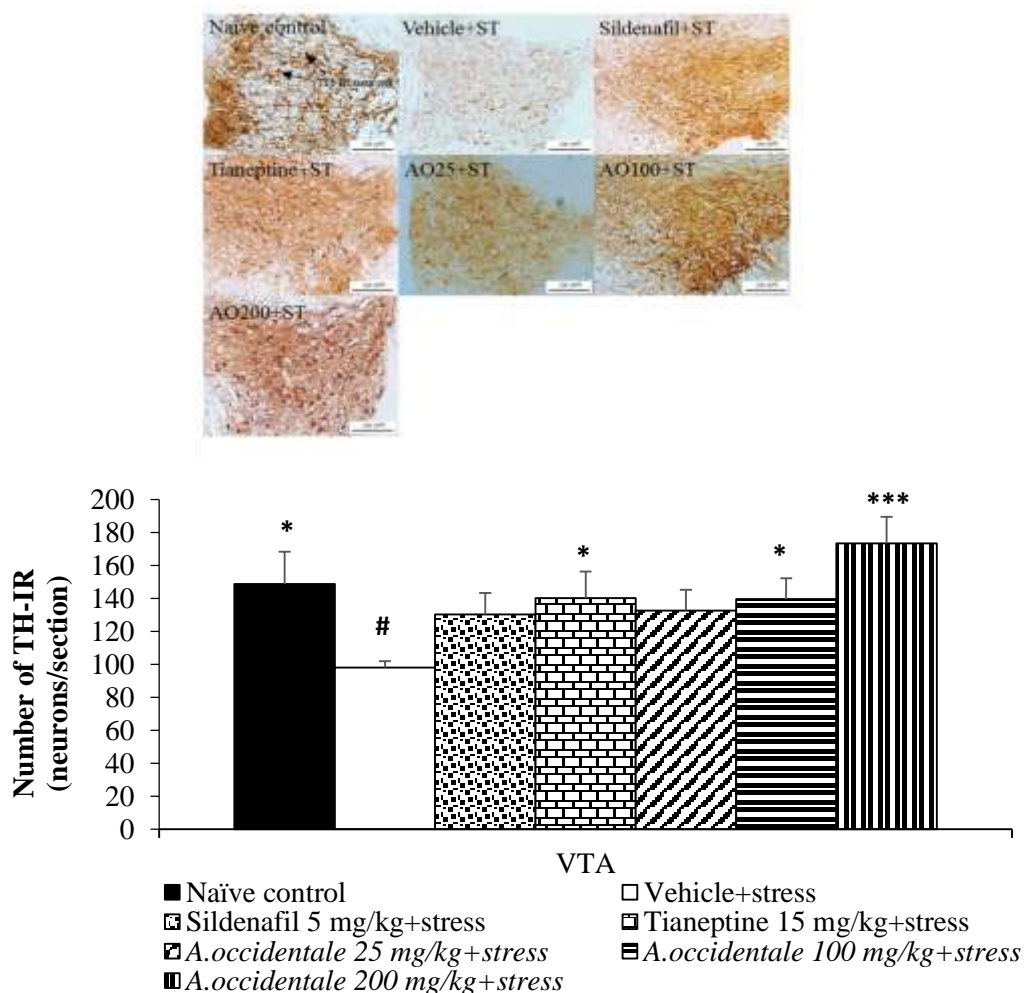 Naïve control
Vehicle+ST
Sildenafil+ST
Tianeptine+ST
AO25+ST
AO100+ST
AO200+ST
Number of TH-IR
(neurons/section)
200
180
160
140
120
100
80
60
40
20
0
*
#
*
*
***
VTA
Naïve control
Vehicle+stress
Sildenafil 5 mg/kg+stress
Tianeptine 15 mg/kg+stress
A.occidentale 25 mg/kg+stress
A.occidentale 100 mg/kg+stress
A.occidentale 200 mg/kg+stress